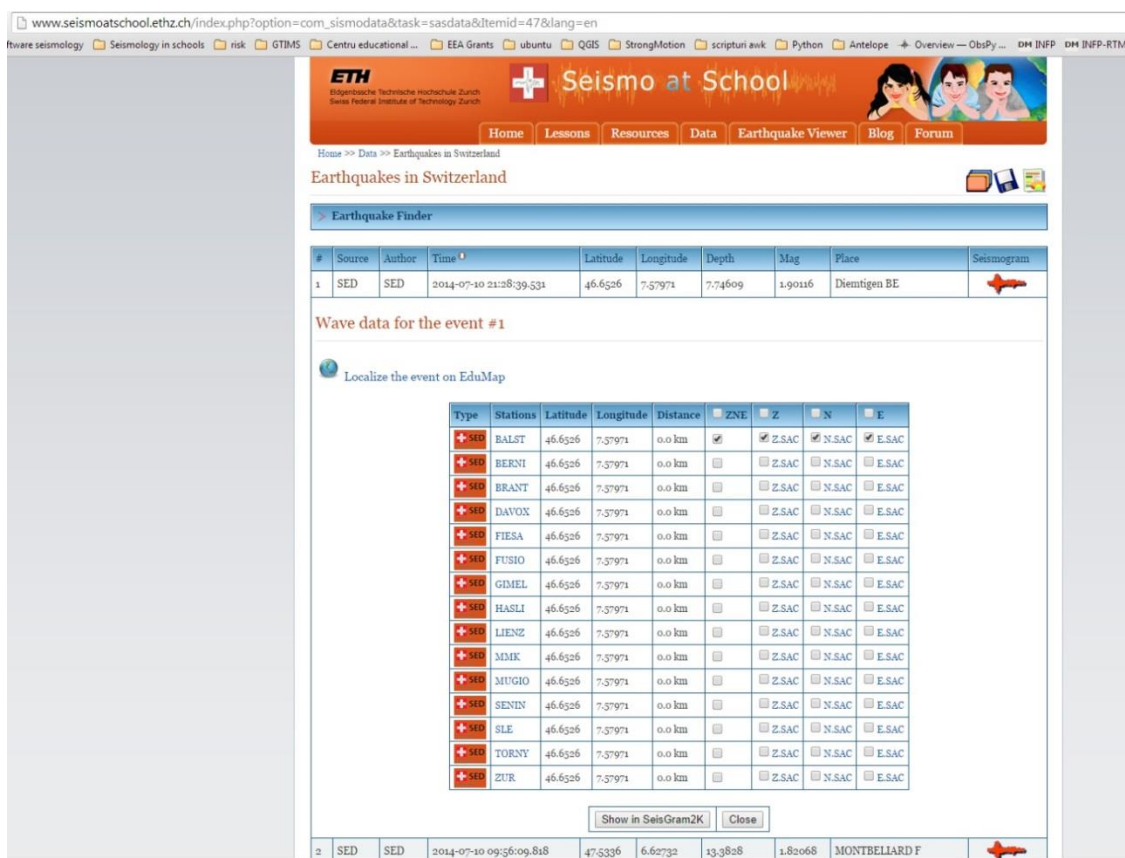 www.seismoatschool.ethz.ch/index.php?option=com_sismodata&task=sasdata&Itemid=47&lang=en
ftware seismology Seismology in schools risk GTIMS Centru educational ... EEA Grants ubuntu QGIS StrongMotion scripturi awk Python Antelope Overview — ObsPy ... DM INFP DM INFP-RTM
ETH
Eidgenössische Technische Hochschule Zurich
Swiss Federal Institute of Technology Zurich
Seismo at School
Home Lessons Resources Data Earthquake Viewer Blog Forum
Home >> Data >> Earthquakes in Switzerland
Earthquakes in Switzerland
> Earthquake Finder
# Source Author Time Latitude Longitude Depth Mag Place Seismogram
1 SED SED 2014-07-10 21:28:39.531 46.6526 7.57971 7.74609 1.90116 Diemtigen BE
Wave data for the event #1
Localize the event on EduMap
Type Stations Latitude Longitude Distance ZNE Z N E
SED BALST 46.6526 7.57971 0.0 km Z.SAC N.SAC E.SAC
SED BERNI 46.6526 7.57971 0.0 km Z.SAC N.SAC E.SAC
SED BRANT 46.6526 7.57971 0.0 km Z.SAC N.SAC E.SAC
SED DAVOX 46.6526 7.57971 0.0 km Z.SAC N.SAC E.SAC
SED FIESA 46.6526 7.57971 0.0 km Z.SAC N.SAC E.SAC
SED FUSIO 46.6526 7.57971 0.0 km Z.SAC N.SAC E.SAC
SED GIMEL 46.6526 7.57971 0.0 km Z.SAC N.SAC E.SAC
SED HASLI 46.6526 7.57971 0.0 km Z.SAC N.SAC E.SAC
SED LIENZ 46.6526 7.57971 0.0 km Z.SAC N.SAC E.SAC
SED MMK 46.6526 7.57971 0.0 km Z.SAC N.SAC E.SAC
SED MUGIO 46.6526 7.57971 0.0 km Z.SAC N.SAC E.SAC
SED SENIN 46.6526 7.57971 0.0 km Z.SAC N.SAC E.SAC
SED SLE 46.6526 7.57971 0.0 km Z.SAC N.SAC E.SAC
SED TORNY 46.6526 7.57971 0.0 km Z.SAC N.SAC E.SAC
SED ZUR 46.6526 7.57971 0.0 km Z.SAC N.SAC E.SAC
Show in SeisGram2K Close
2 SED SED 2014-07-10 09:56:09.818 47.5336 6.62732 13.3828 1.82068 MONTBELIARD F